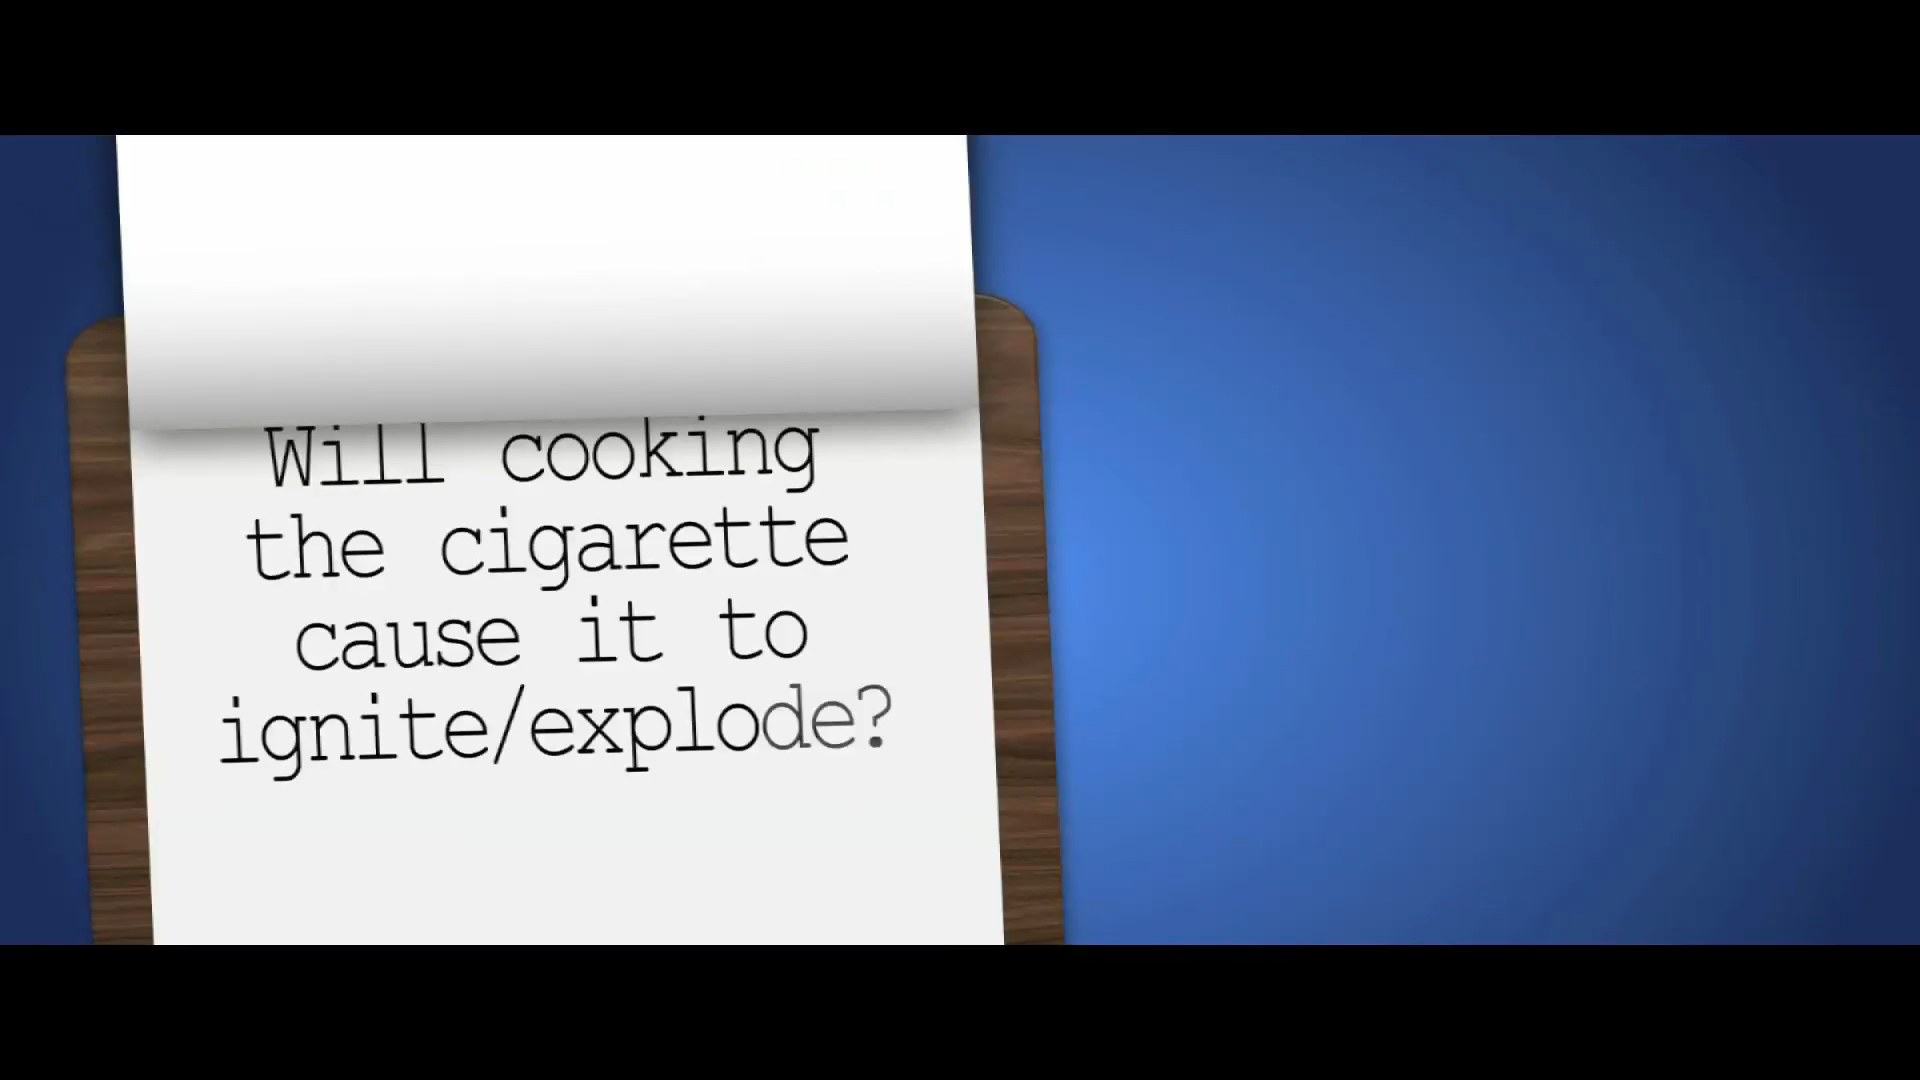 Will cooking
the cigarette
cause it to
ignite/explode?